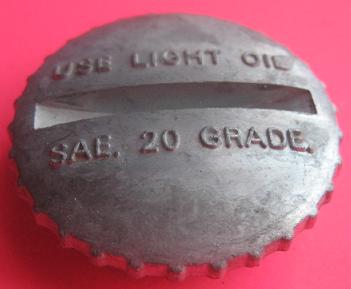 USE LIGHT OIL
SAE. 20 GRADE.